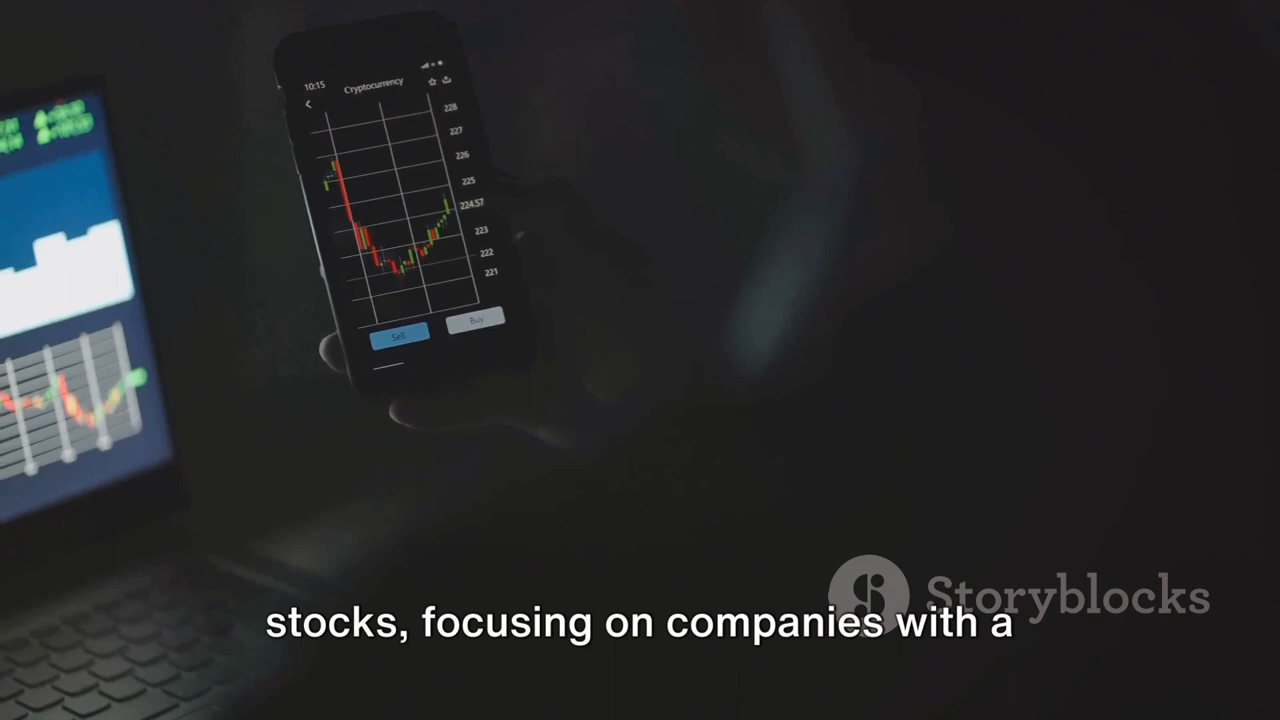 10:15
Cryptocurrency
228
227
226
225
224.57
223
222
221
Sell
Buy
Storyblocks
stocks, focusing on companies with a